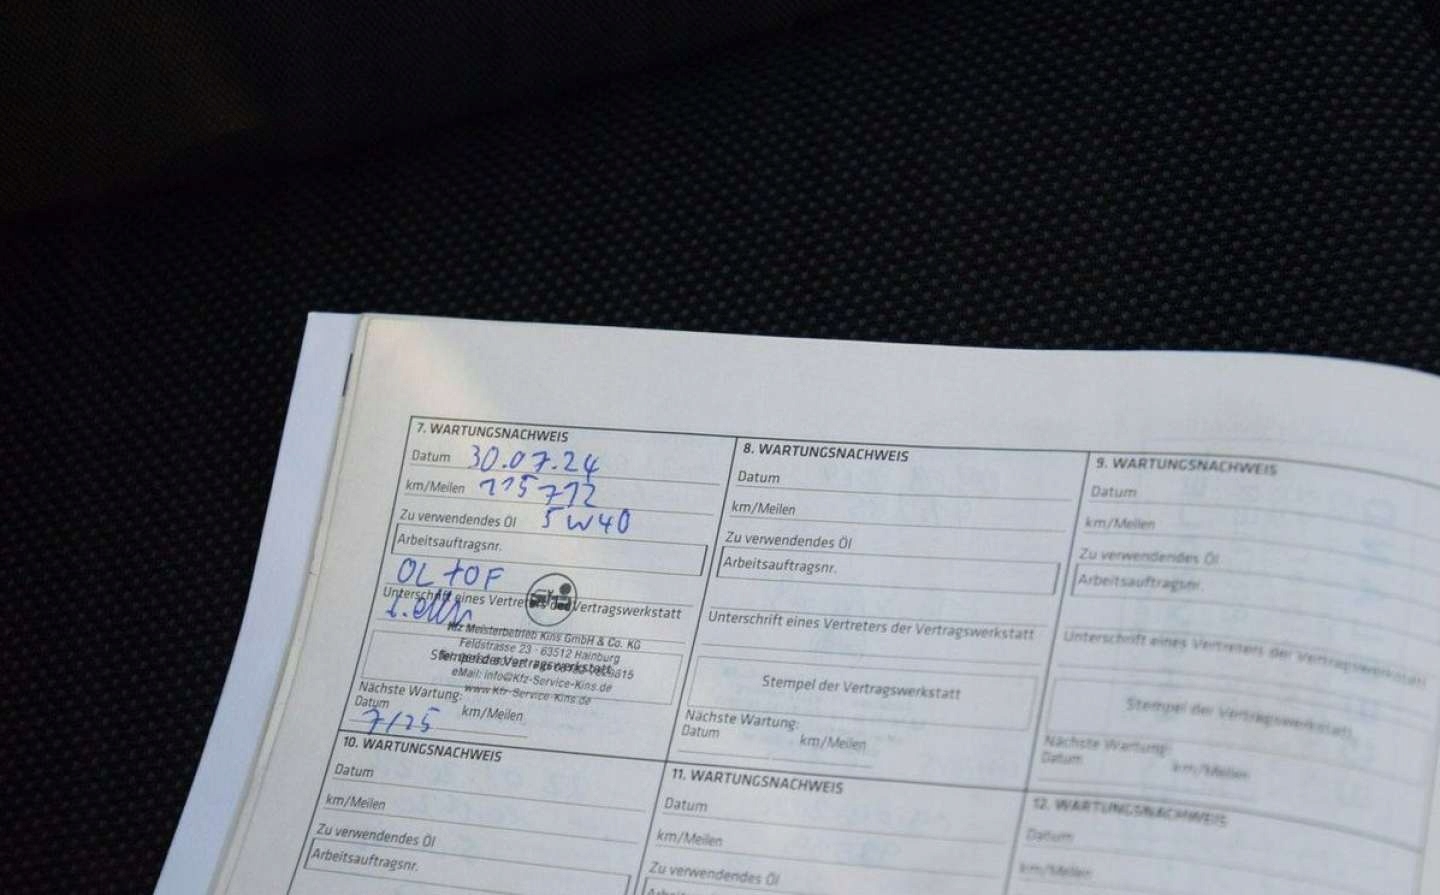 7. WARTUNGSNACHWEIS
Datum 30.07.24
km/Meilen 115712
Zu verwendendes Öl 5W40
Arbeitsauftragsnr.
OL + OF
Unterschrift eines Vertreters der Vertragswerkstatt
Kfz Meisterbetrieb Kins GmbH & Co. KG
Feldstrasse 23 - 63512 Hainburg
Stempel der Vertragswerkstatt
eMail: info@Kfz-Service-Kins.de
www.Kfz-Service-Kins.de
Nächste Wartung:
Datum km/Meilen
7/25
8. WARTUNGSNACHWEIS
Datum
km/Meilen
Zu verwendendes Öl
Arbeitsauftragsnr.
Unterschrift eines Vertreters der Vertragswerkstatt
Stempel der Vertragswerkstatt
Nächste Wartung:
Datum km/Meilen
9. WARTUNGSNACHWEIS
Datum
km/Meilen
Zu verwendendes Öl
Arbeitsauftragsnr.
Unterschrift eines Vertreters der Vertragswerkstatt
Stempel der Vertragswerkstatt
Nächste Wartung:
Datum km/Meilen
10. WARTUNGSNACHWEIS
Datum
km/Meilen
Zu verwendendes Öl
Arbeitsauftragsnr.
11. WARTUNGSNACHWEIS
Datum
km/Meilen
Zu verwendendes Öl
12. WARTUNGSNACHWEIS
Datum
km/Meilen